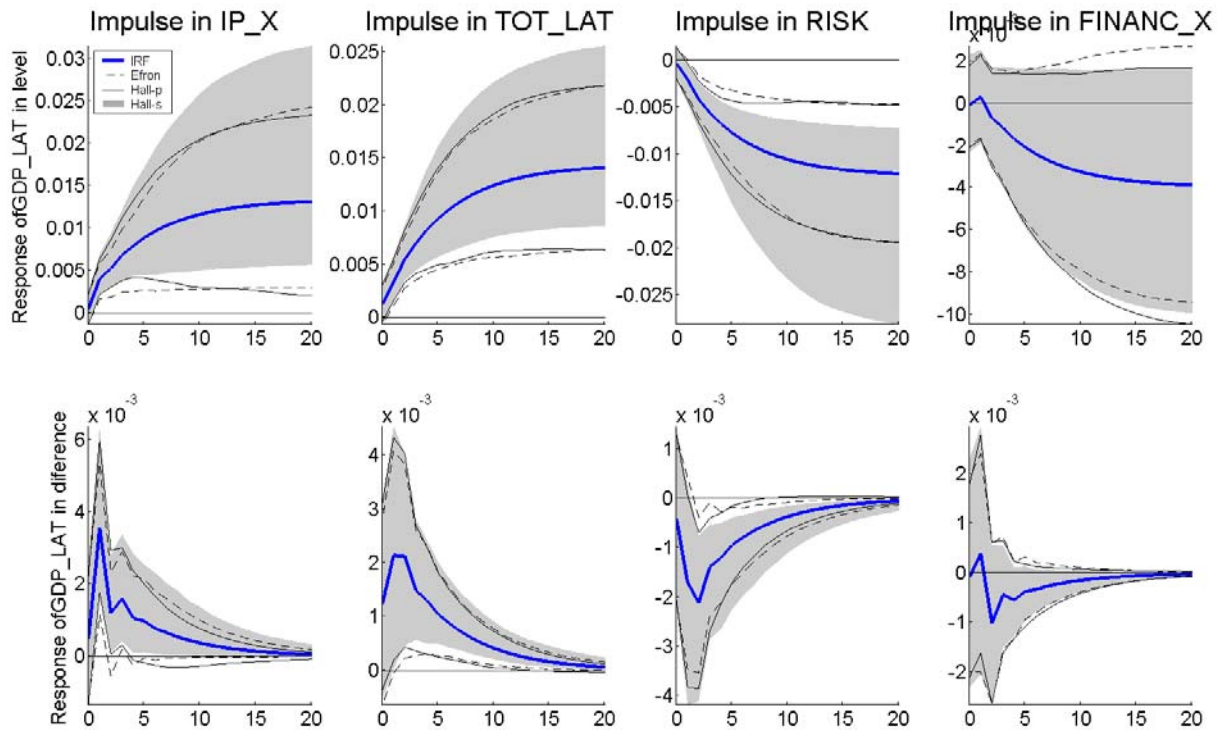 Impulse in IP_X
Impulse in TOT_LAT
Impulse in RISK
Impulse in FINANC_X
Response ofGDP_LAT in level
0.03
0.025
0.02
0.015
0.01
0.005
0
IRF
Efron
Hall-p
Hall-s
0 5 10 15 20
0.025
0.02
0.015
0.01
0.005
0
0 5 10 15 20
0
-0.005
-0.01
-0.015
-0.02
-0.025
0 5 10 15 20
x 10
2
0
-2
-4
-6
-8
-10
0 5 10 15 20
Response ofGDP_LAT in diference
x 10^-3
6
4
2
0
0 5 10 15 20
x 10^-3
4
3
2
1
0
0 5 10 15 20
x 10^-3
1
0
-1
-2
-3
-4
0 5 10 15 20
x 10^-3
2
1
0
-1
-2
0 5 10 15 20